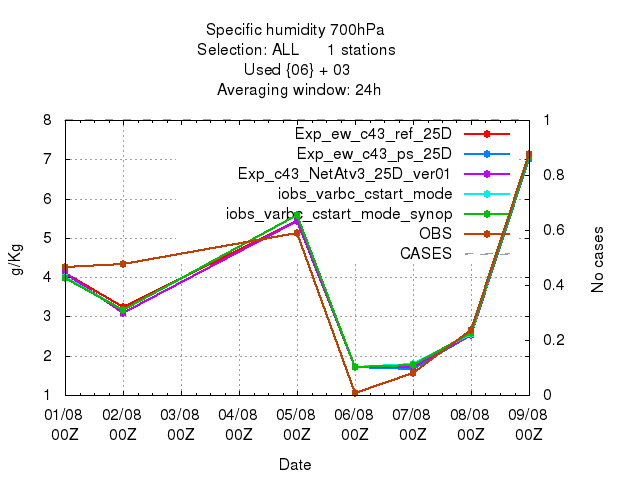 Specific humidity 700hPa
Selection: ALL 1 stations
Used {06} + 03
Averaging window: 24h
8 1
7 0.8
6
5 0.6
4 0.4
3
2 0.2
1 0
g/Kg
No cases
Exp_ew_c43_ref_25D
Exp_ew_c43_ps_25D
Exp_c43_NetAtv3_25D_ver01
iobs_varbc_cstart_mode
iobs_varbc_cstart_mode_synop
OBS
CASES
01/08 02/08 03/08 04/08 05/08 06/08 07/08 08/08 09/08
00Z 00Z 00Z 00Z 00Z 00Z 00Z 00Z 00Z
Date